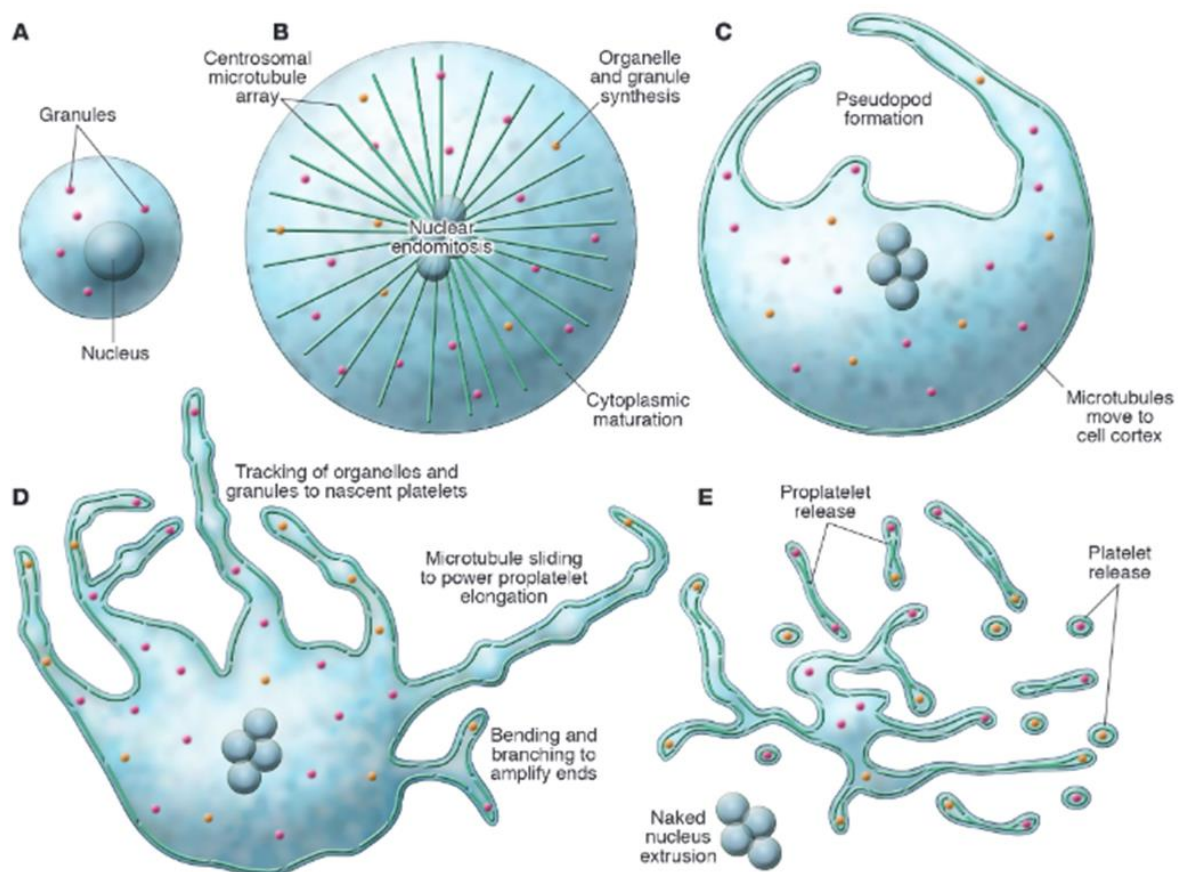 A
Granules
Nucleus
B
Centrosomal
microtubule
array
Organelle
and granule
synthesis
Nuclear
endomitosis
Cytoplasmic
maturation
C
Pseudopod
formation
Microtubules
move to
cell cortex
D
Tracking of organelles and
granules to nascent platelets
Microtubule sliding
to power proplatelet
elongation
Bending and
branching to
amplify ends
E
Proplatelet
release
Platelet
release
Naked
nucleus
extrusion